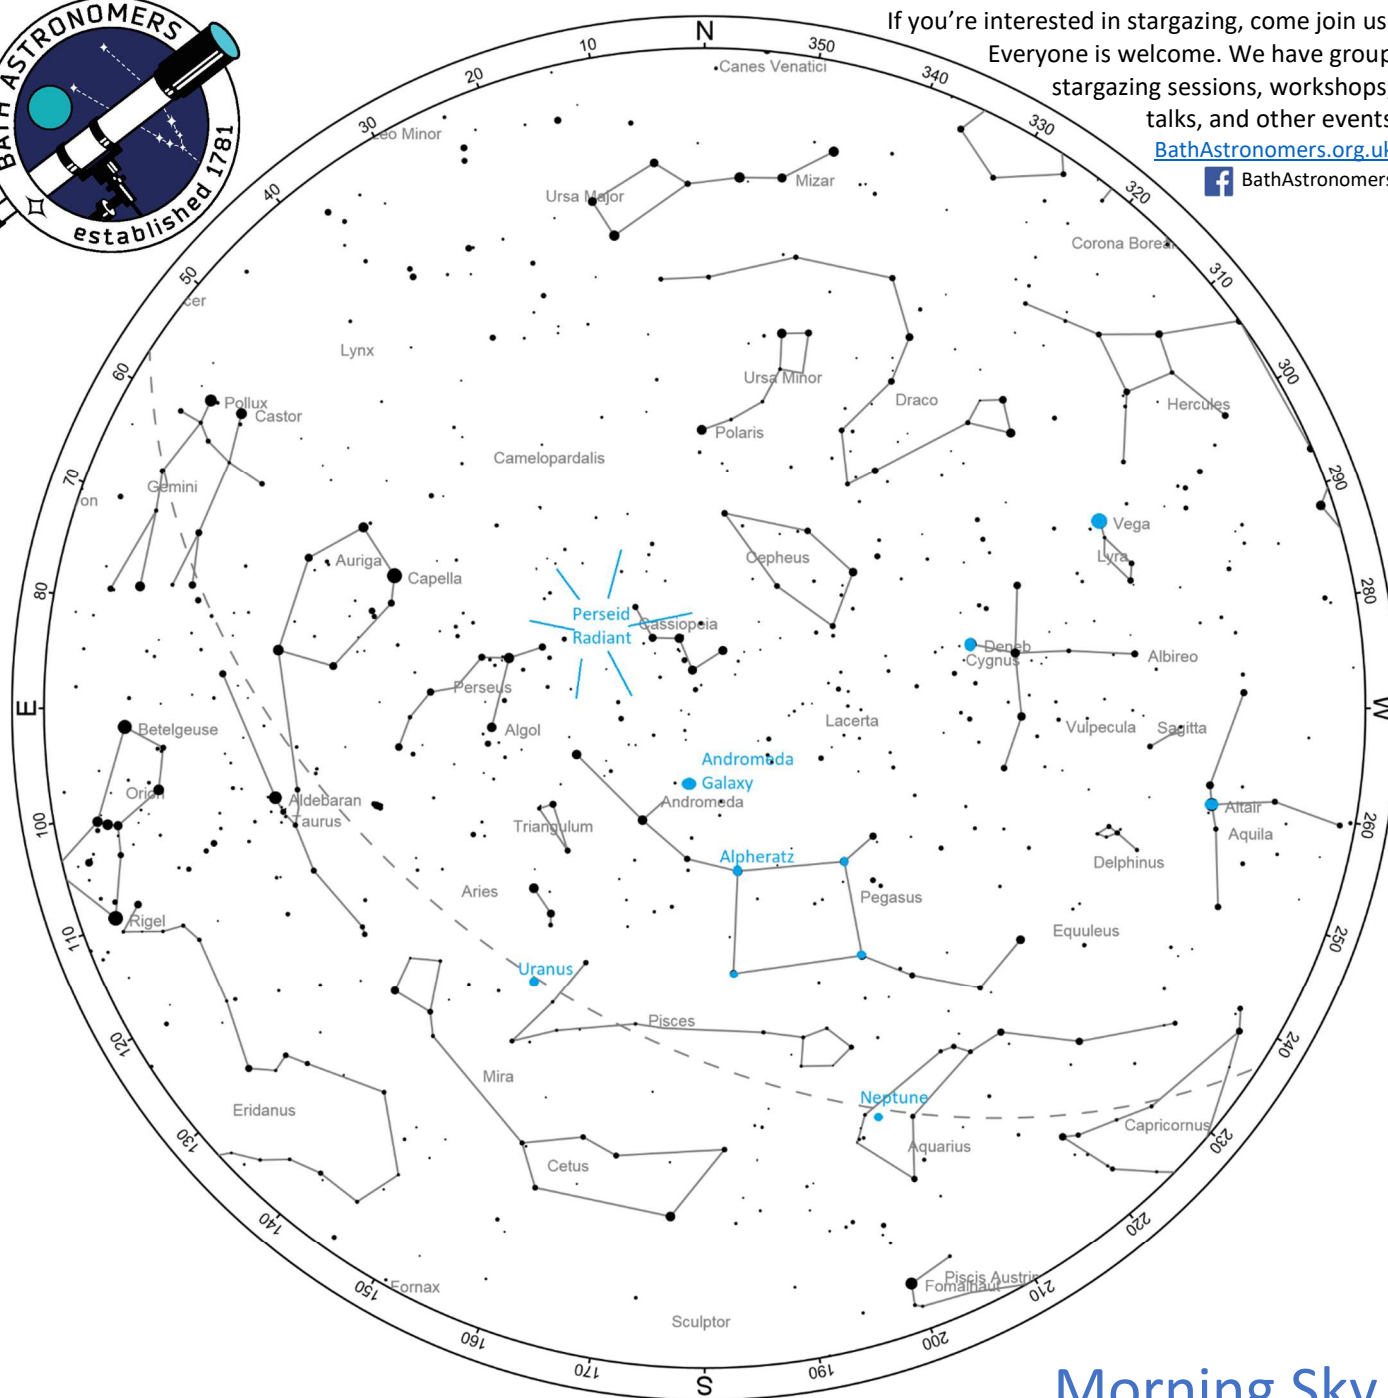 BATH ASTRONOMERS
established 1781
If you're interested in stargazing, come join us
Everyone is welcome. We have group
stargazing sessions, workshops,
talks, and other events
BathAstronomers.org.uk
BathAstronomers
N
10
350
20
340
30
330
40
320
50
310
60
300
70
290
80
280
E
W
100
260
110
250
120
240
130
230
140
220
150
210
160
200
170
190
S
Canes Venatici
eo Minor
Ursa Major
Mizar
Corona Boreal
cer
Lynx
Ursa Minor
Draco
Hercules
Pollux
Castor
Polaris
Camelopardalis
Gemini
on
Vega
Lyra
Auriga
Capella
Cepheus
Perseid
Radiant
Cassiopeia
Deneb
Cygnus
Albireo
Perseus
Algol
Lacerta
Vulpecula
Sagitta
Betelgeuse
Andromeda
Galaxy
Andromeda
Orion
Aldebaran
Taurus
Triangulum
Altair
Aquila
Alpheratz
Delphinus
Aries
Pegasus
Rigel
Equuleus
Uranus
Pisces
Mira
Neptune
Eridanus
Capricornus
Aquarius
Cetus
Fornax
Piscis Austrin
Fomalhaut
Sculptor
Morning Sky